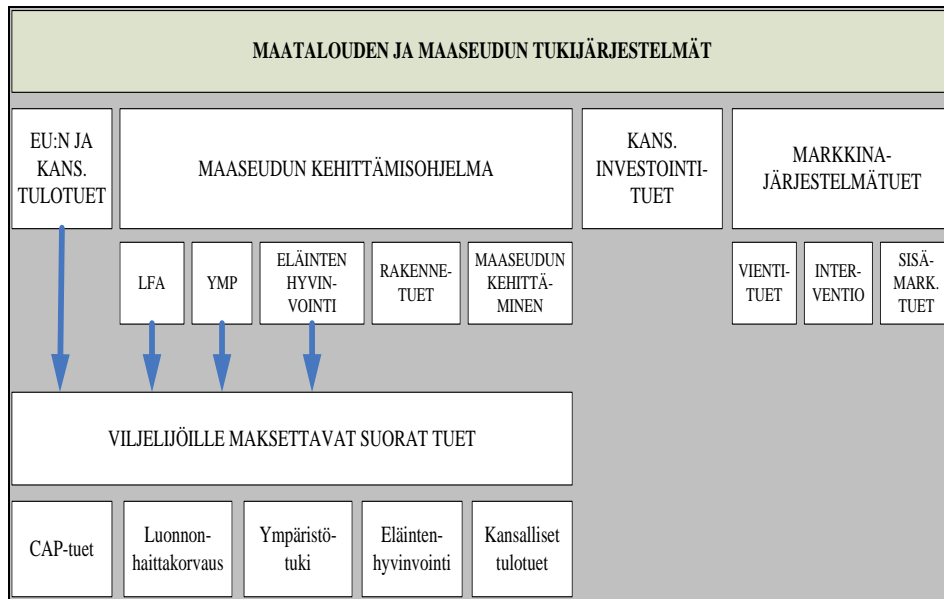 MAATALOUDEN JA MAASEUDUN TUKIJÄRJESTELMÄT
EU:N JA
KANS.
TULOTUET
MAASEUDUN KEHITTÄMISOHJELMA
KANS.
INVESTOINTI-
TUET
MARKKINA-
JÄRJESTELMÄTUET
LFA
YMP
ELÄINTEN
HYVIN-
VOINTI
RAKENNE-
TUET
MAASEUDUN
KEHITTÄ-
MINEN
VIENTI-
TUET
INTER-
VENTIO
SISÄ-
MARK.
TUET
VILJELIJÖILLE MAKSETTAVAT SUORAT TUET
CAP-tuet
Luonnon-
haittakorvaus
Ympäristö-
tuki
Eläinten-
hyvinvointi
Kansalliset
tulotuet